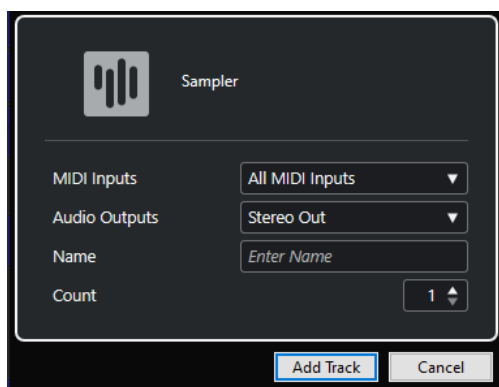 Sampler
MIDI Inputs All MIDI Inputs
Audio Outputs Stereo Out
Name Enter Name
Count 1
Add Track Cancel